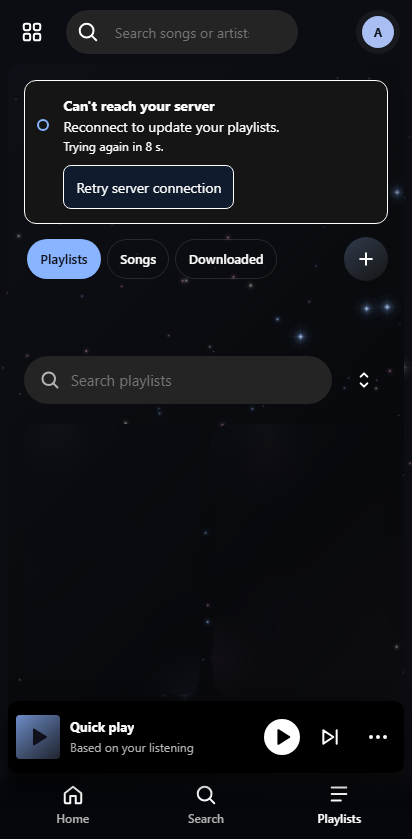 Search songs or artist
A
Can't reach your server
Reconnect to update your playlists.
Trying again in 8 s.
Retry server connection
Playlists
Songs
Downloaded
Search playlists
Quick play
Based on your listening
Home
Search
Playlists